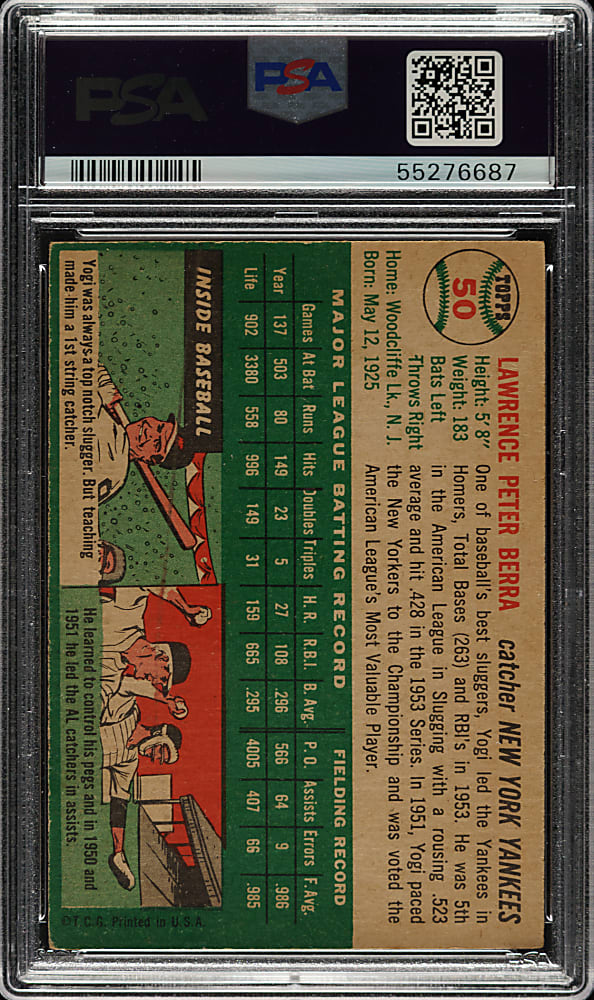 PSA
PSA
55276687
TOPPS
50
LAWRENCE PETER BERRA catcher NEW YORK YANKEES
Height: 5'8"
Weight: 183
Bats Left
Throws Right
Home: Woodcliffe Lk., N. J.
Born: May 12, 1925
One of baseball's best sluggers, Yogi led the Yankees in
Homers, Total Bases (263) and RBI's in 1953. He was 5th
in the American League in Slugging with a rousing .523
average and hit .428 in the 1953 Series. In 1951, Yogi paced
the New Yorkers to the Championship and was voted the
American League's Most Valuable Player.
MAJOR LEAGUE BATTING RECORD FIELDING RECORD
Games At Bat Runs Hits Doubles Triples H. R. R.B.I. B. Avg. P. O. Assists Errors F. Avg.
Year 137 503 80 149 23 5 27 108 .296 566 64 9 .986
Life 902 3380 558 996 149 31 159 665 .295 4005 407 66 .985
INSIDE BASEBALL
Yogi was always a top notch slugger. But teaching
made him a 1st string catcher.
He learned to control his pegs and in 1950 and
1951 he led the AL catchers in assists.
©T.C.G. Printed in U.S.A.
PSA